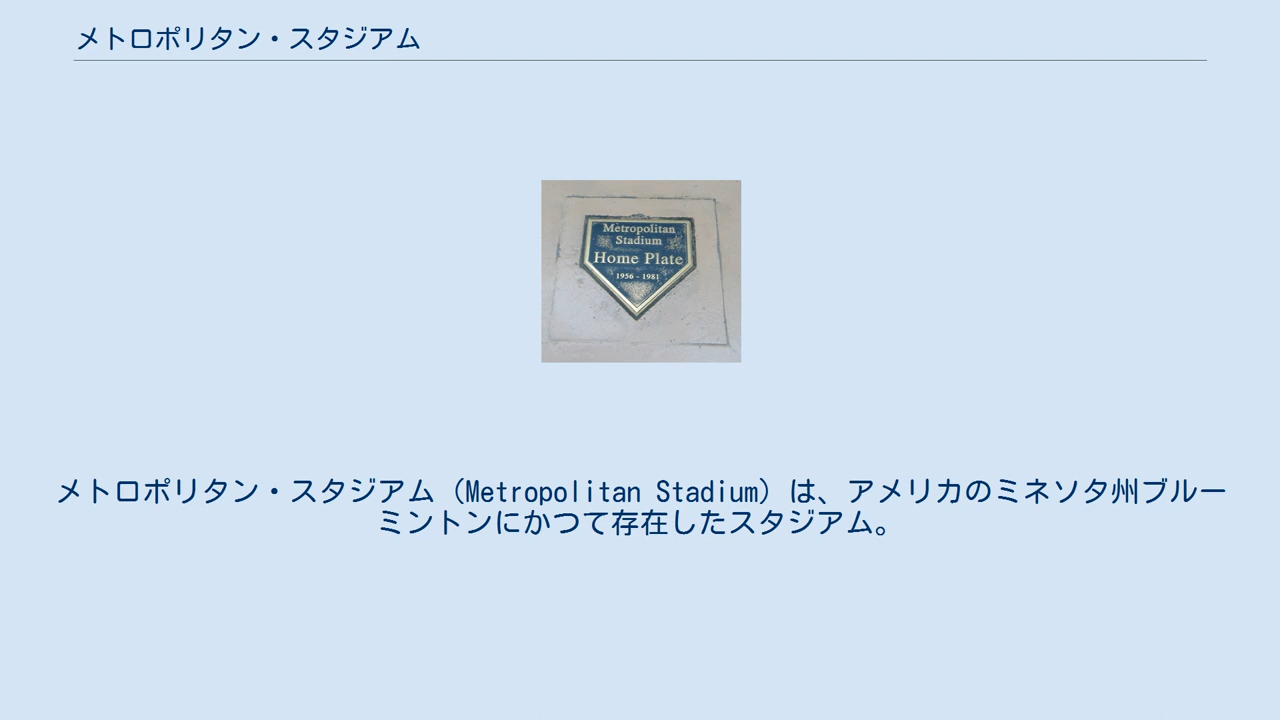 メトロポリタン・スタジアム
Metropolitan
Stadium
Home Plate
1956 - 1981
メトロポリタン・スタジアム（Metropolitan Stadium）は、アメリカのミネソタ州ブルー
ミントンにかつて存在したスタジアム。